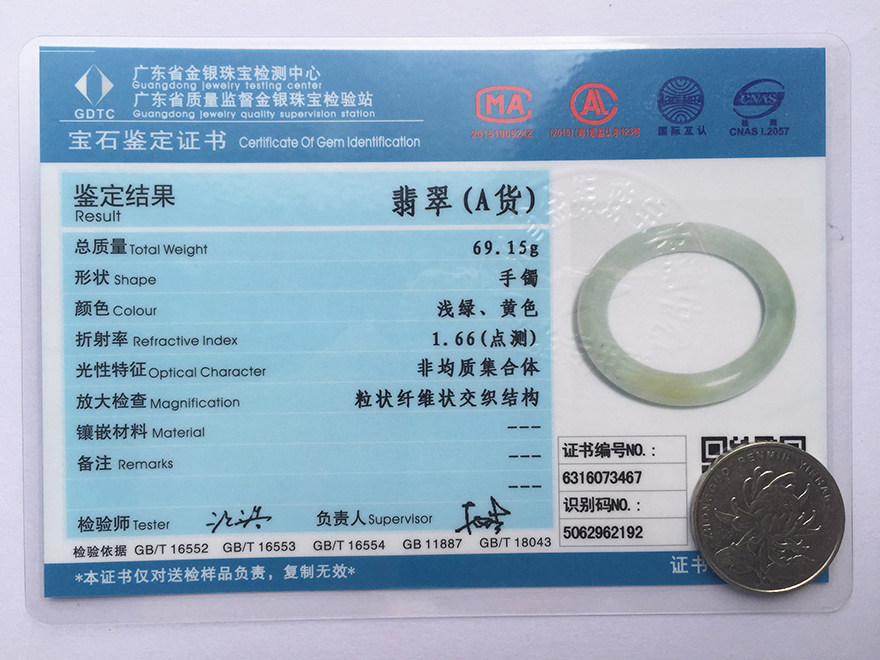 GDTC
广东省金银珠宝检测中心
Guangdong jewelry testing center
广东省质量监督金银珠宝检验站
Guangdong jewelry quality supervision station
宝石鉴定证书 Certificate Of Gem Identification
MA
AL
国际互认
CNAS
检测
CNAS L2057
鉴定结果
Result
翡翠(A货)
总质量 Total Weight 69.15g
形状 Shape 手镯
颜色 Colour 浅绿、黄色
折射率 Refractive Index 1.66(点测)
光性特征 Optical Character 非均质集合体
放大检查 Magnification 粒状纤维状交织结构
镶嵌材料 Material ---
备注 Remarks ---
---
检验师 Tester 负责人 Supervisor
检验依据 GB/T 16552 GB/T 16553 GB/T 16554 GB 11887 GB/T 18043
*本证书仅对送检样品负责，复制无效*
证书编号NO.:
6316073467
识别码NO.:
5062962192
证书